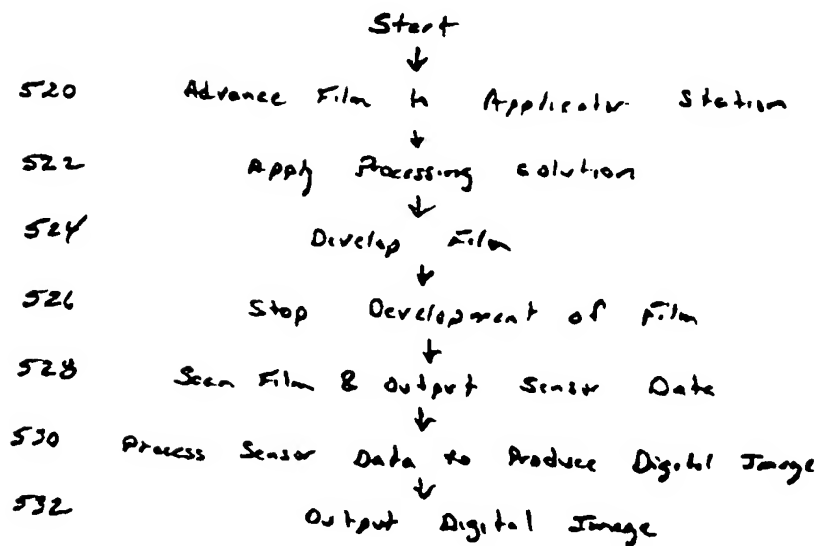 Start
520 Advance Film to Applicator Station
522 Apply Processing solution
524 Develop Film
526 Stop Development of Film
528 Scan Film & Output Sensor Data
530 Process Sensor Data to Produce Digital Image
532 Output Digital Image